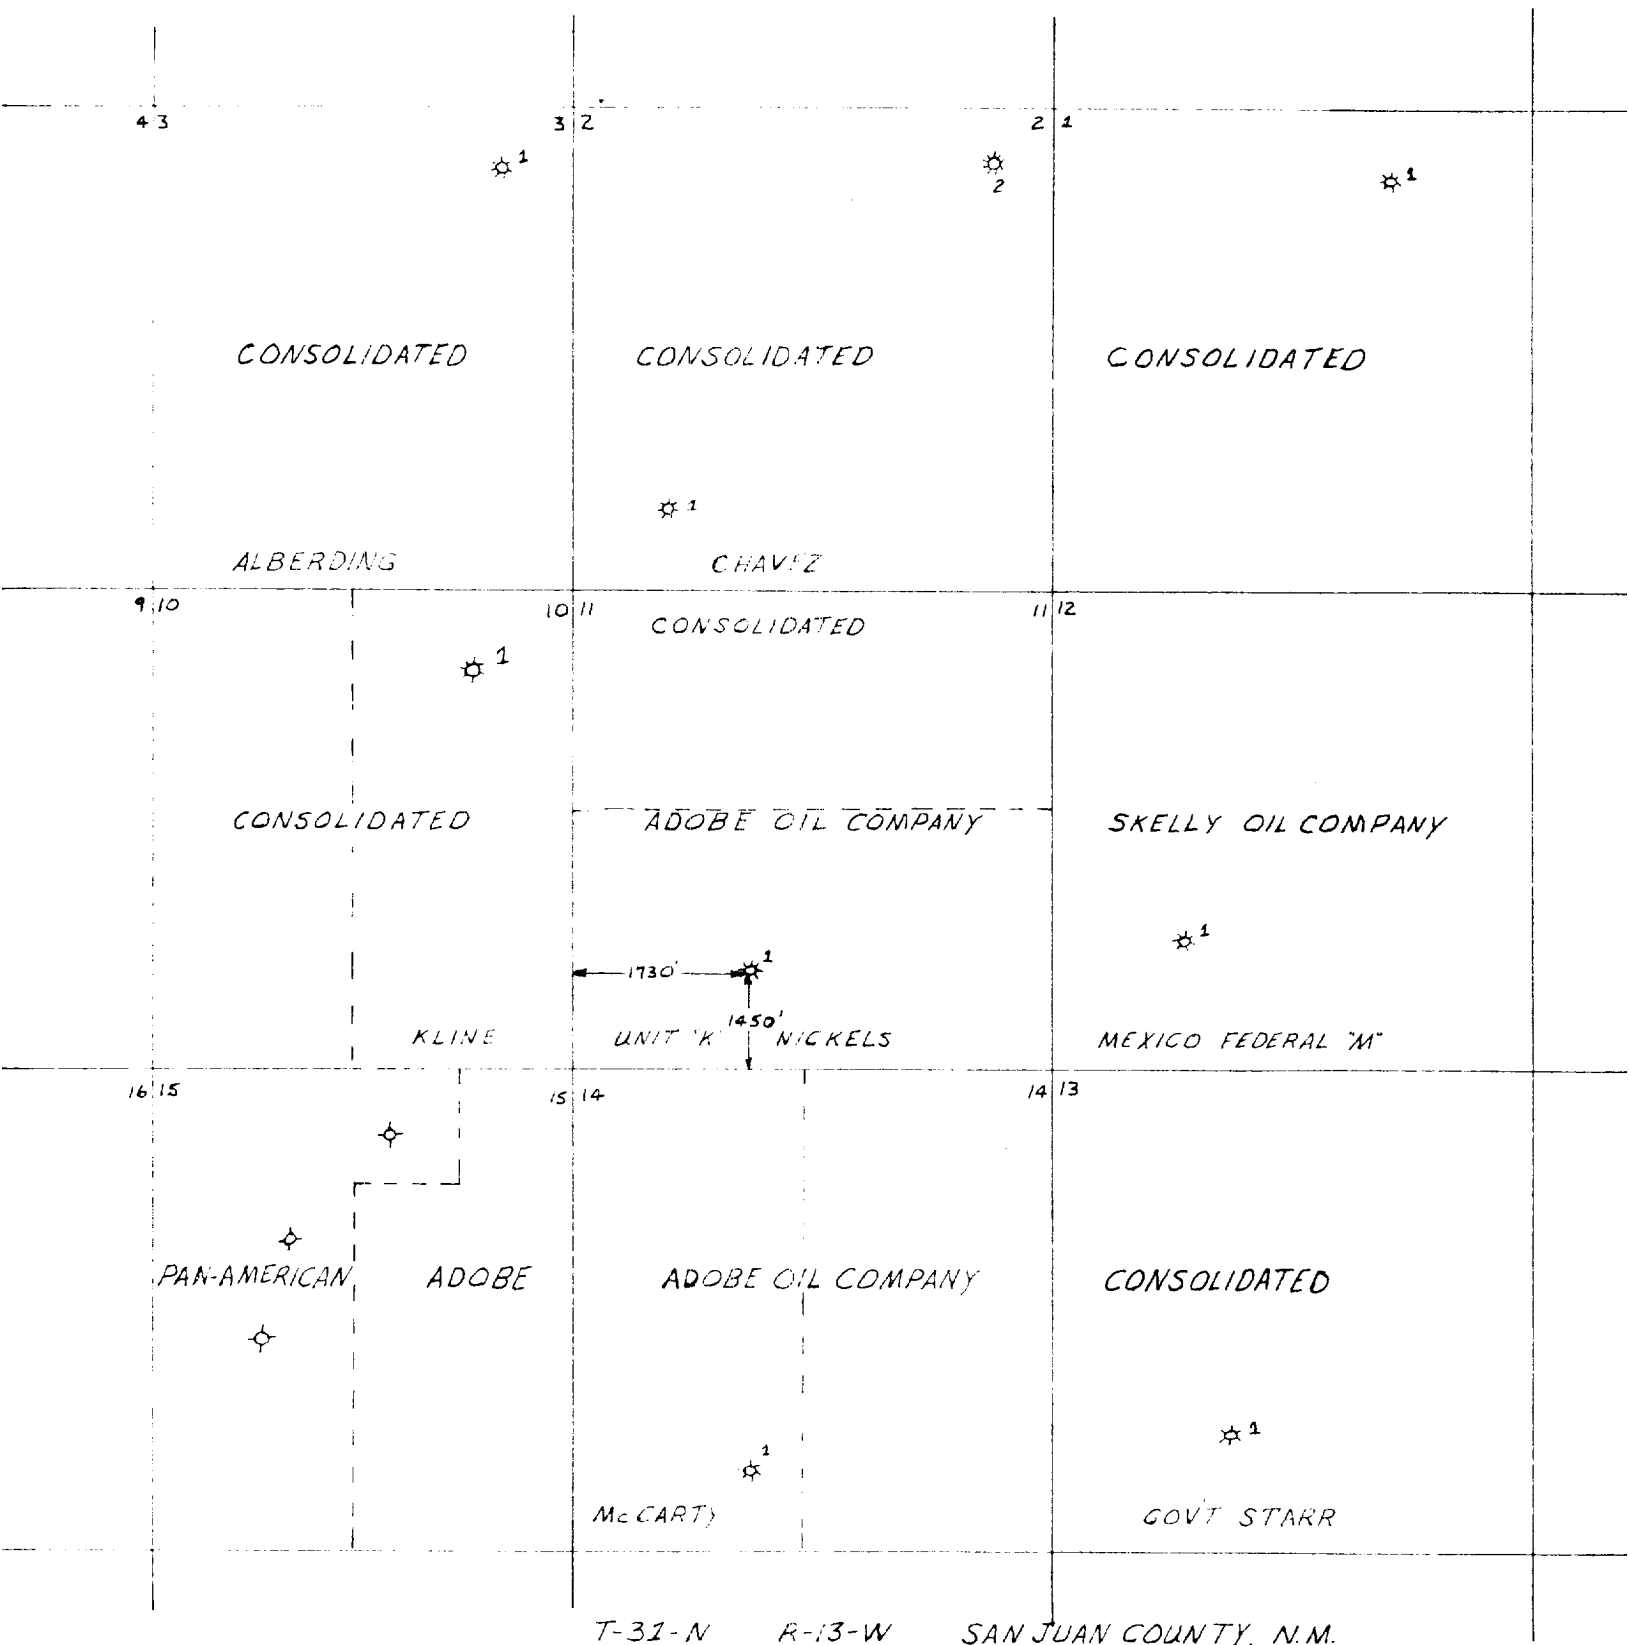 4 3
3 2
2 1
1
2
1
CONSOLIDATED
CONSOLIDATED
CONSOLIDATED
1
ALBERDING
CHAVEZ
9 10
10 11
11 12
CONSOLIDATED
1
CONSOLIDATED
ADOBE OIL COMPANY
SKELLY OIL COMPANY
1
1
1730'
1450'
KLINE
UNIT "K" NICKELS
MEXICO FEDERAL "M"
16 15
15 14
14 13
PAN-AMERICAN
ADOBE
ADOBE OIL COMPANY
CONSOLIDATED
1
1
McCARTY
GOV'T STARR
T-31-N R-13-W SAN JUAN COUNTY, N.M.